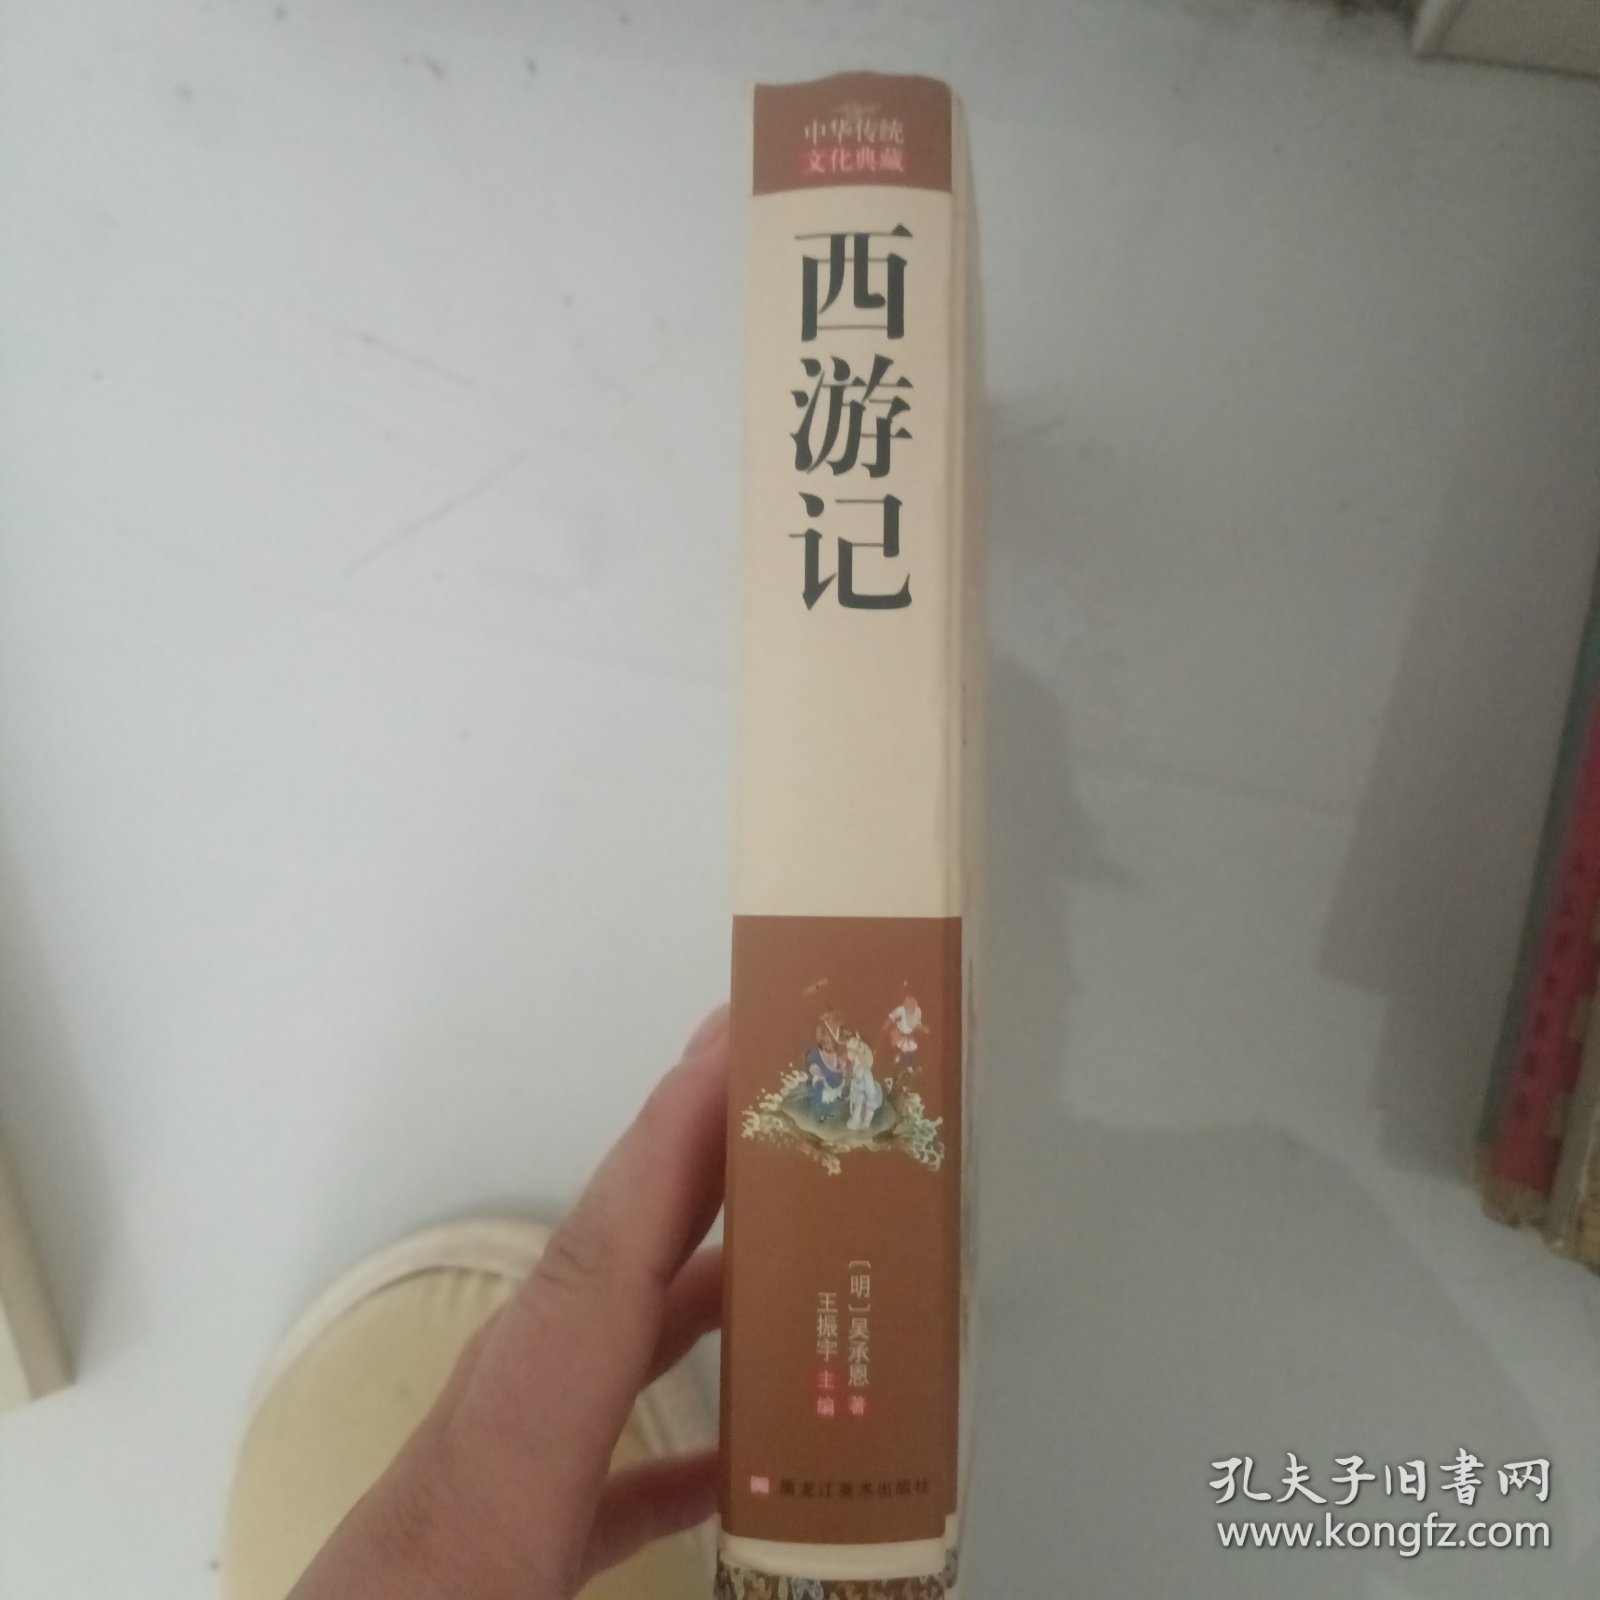 中华传统
文化典藏
西游记
〔明〕吴承恩 著
王振宇 主编
黑龙江美术出版社
孔夫子旧书网
www.kongfz.com